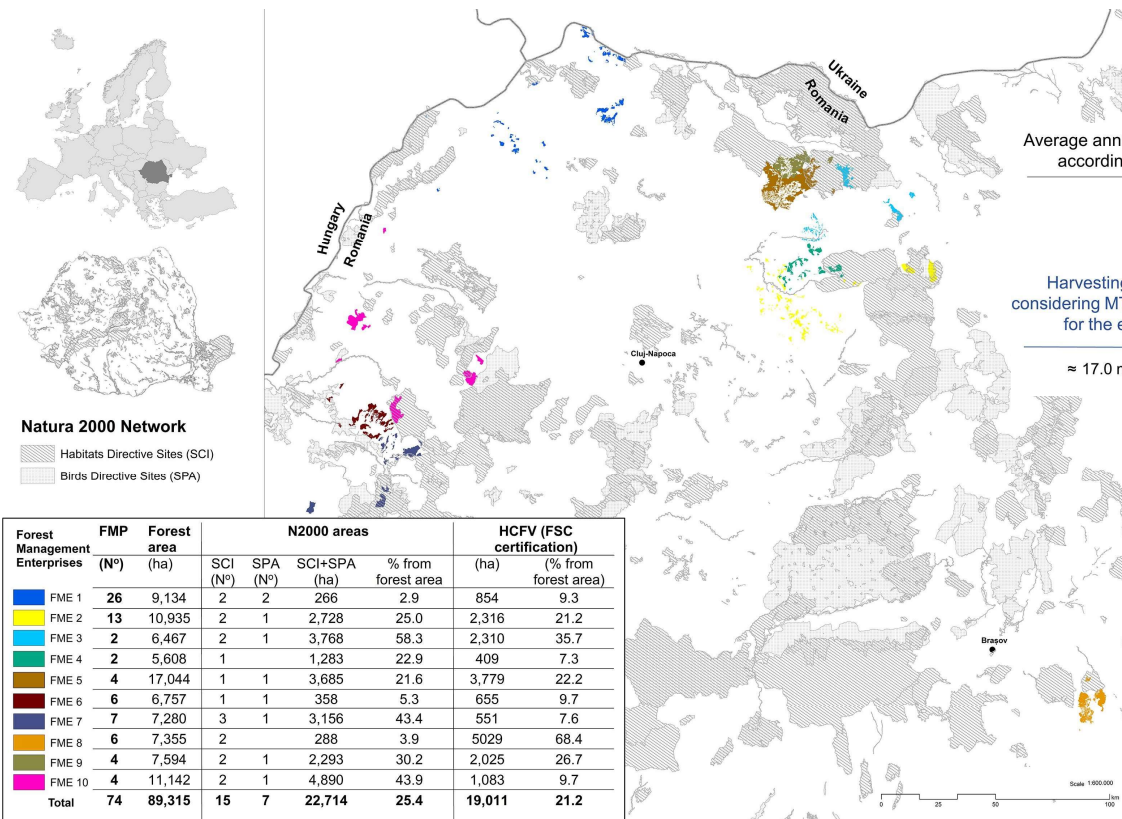 Ukraine
Romania
Hungary
Romania
Average ann
accordin
Harvesting
considering MT
for the e
≈ 17.0 m
Cluj-Napoca
Brașov
Natura 2000 Network
Habitats Directive Sites (SCI)
Birds Directive Sites (SPA)
Forest Management Enterprises FMP (Nº) Forest area (ha) N2000 areas HCFV (FSC certification)
SCI (Nº) SPA (Nº) SCI+SPA (ha) % from forest area (ha) (% from forest area)
FME 1 26 9,134 2 2 266 2.9 854 9.3
FME 2 13 10,935 2 1 2,728 25.0 2,316 21.2
FME 3 2 6,467 2 1 3,768 58.3 2,310 35.7
FME 4 2 5,608 1 1,283 22.9 409 7.3
FME 5 4 17,044 1 1 3,685 21.6 3,779 22.2
FME 6 6 6,757 1 1 358 5.3 655 9.7
FME 7 7 7,280 3 1 3,156 43.4 551 7.6
FME 8 6 7,355 2 288 3.9 5029 68.4
FME 9 4 7,594 2 1 2,293 30.2 2,025 26.7
FME 10 4 11,142 2 1 4,890 43.9 1,083 9.7
Total 74 89,315 15 7 22,714 25.4 19,011 21.2
Scale 1:600.000
0 25 50 100 km